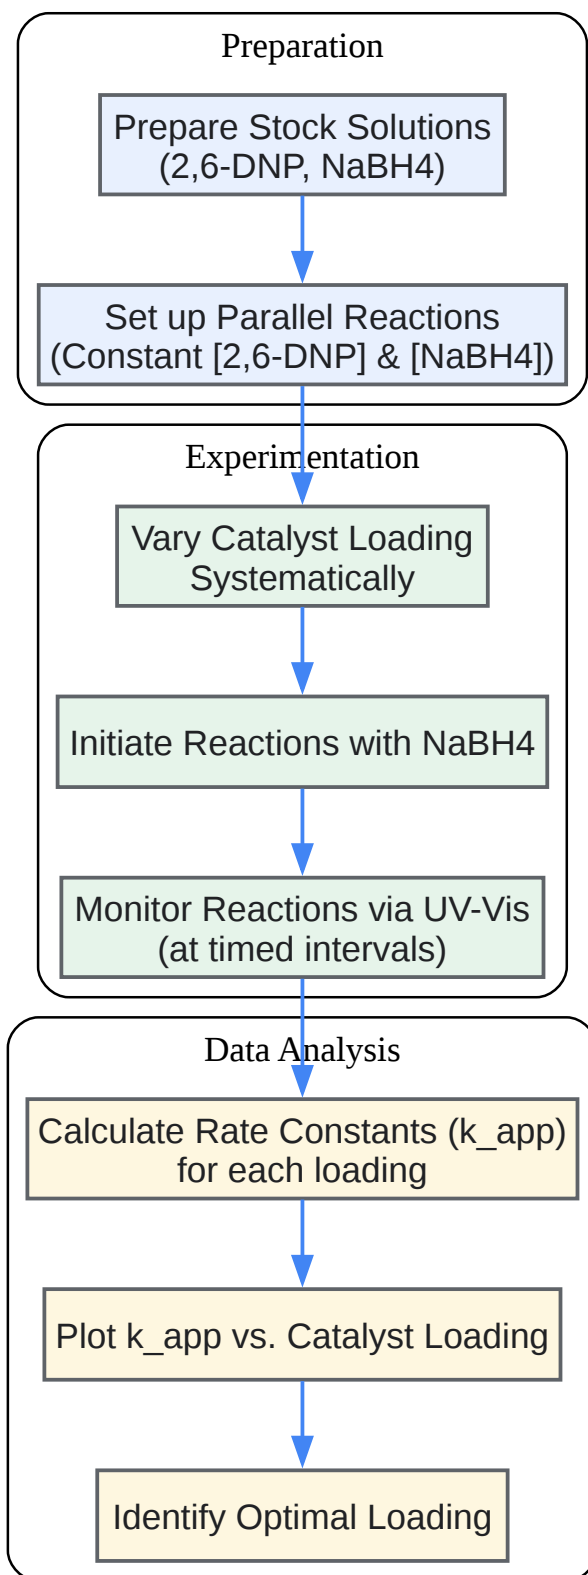 Preparation
Prepare Stock Solutions
(2,6-DNP, NaBH4)
Set up Parallel Reactions
(Constant [2,6-DNP] & [NaBH4])
Experimentation
Vary Catalyst Loading
Systematically
Initiate Reactions with NaBH4
Monitor Reactions via UV-Vis
(at timed intervals)
Data Analysis
Calculate Rate Constants (k_app)
for each loading
Plot k_app vs. Catalyst Loading
Identify Optimal Loading